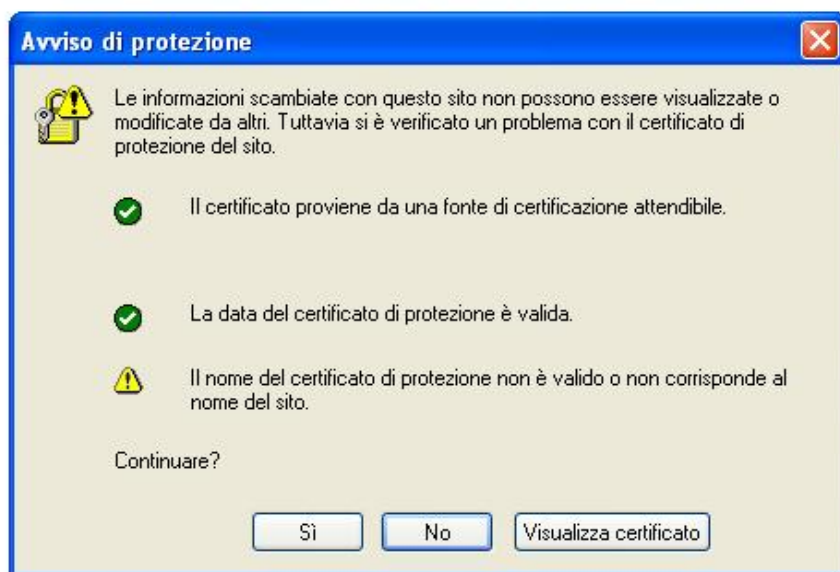 Avviso di protezione
Le informazioni scambiate con questo sito non possono essere visualizzate o
modificate da altri. Tuttavia si è verificato un problema con il certificato di
protezione del sito.
Il certificato proviene da una fonte di certificazione attendibile.
La data del certificato di protezione è valida.
Il nome del certificato di protezione non è valido o non corrisponde al
nome del sito.
Continuare?
Sì No Visualizza certificato